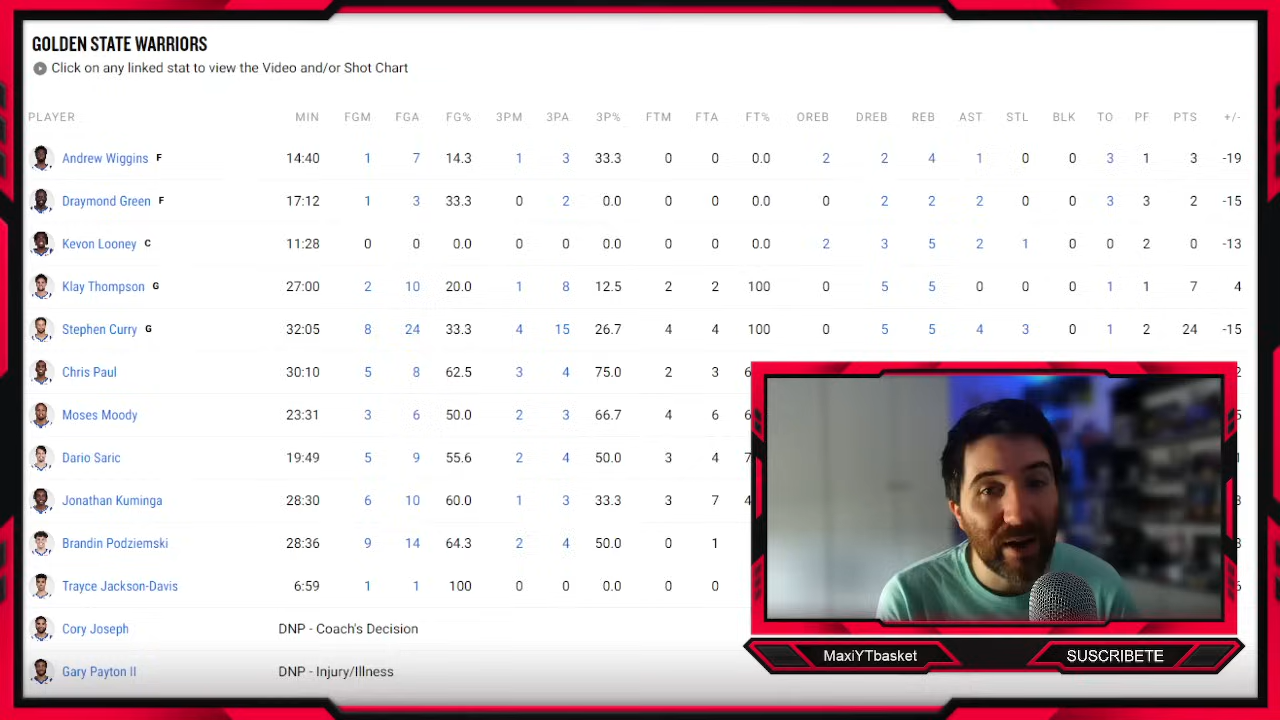 GOLDEN STATE WARRIORS
Click on any linked stat to view the Video and/or Shot Chart
PLAYER MIN FGM FGA FG% 3PM 3PA 3P% FTM FTA FT% OREB DREB REB AST STL BLK TO PF PTS +/-
Andrew Wiggins F 14:40 1 7 14.3 1 3 33.3 0 0 0.0 2 2 4 1 0 0 3 1 3 -19
Draymond Green F 17:12 1 3 33.3 0 2 0.0 0 0 0.0 0 2 2 2 0 0 3 3 2 -15
Kevon Looney C 11:28 0 0 0.0 0 0 0.0 0 0 0.0 2 3 5 2 1 0 0 2 0 -13
Klay Thompson G 27:00 2 10 20.0 1 8 12.5 2 2 100 0 5 5 0 0 0 1 1 7 4
Stephen Curry G 32:05 8 24 33.3 4 15 26.7 4 4 100 0 5 5 4 3 0 1 2 24 -15
Chris Paul 30:10 5 8 62.5 3 4 75.0 2 3
Moses Moody 23:31 3 6 50.0 2 3 66.7 4 6
Dario Saric 19:49 5 9 55.6 2 4 50.0 3 4
Jonathan Kuminga 28:30 6 10 60.0 1 3 33.3 3 7
Brandin Podziemski 28:36 9 14 64.3 2 4 50.0 0 1
Trayce Jackson-Davis 6:59 1 1 100 0 0 0.0 0 0
Cory Joseph DNP - Coach's Decision
Gary Payton II DNP - Injury/Illness
MaxiYTbasket
SUSCRIBETE